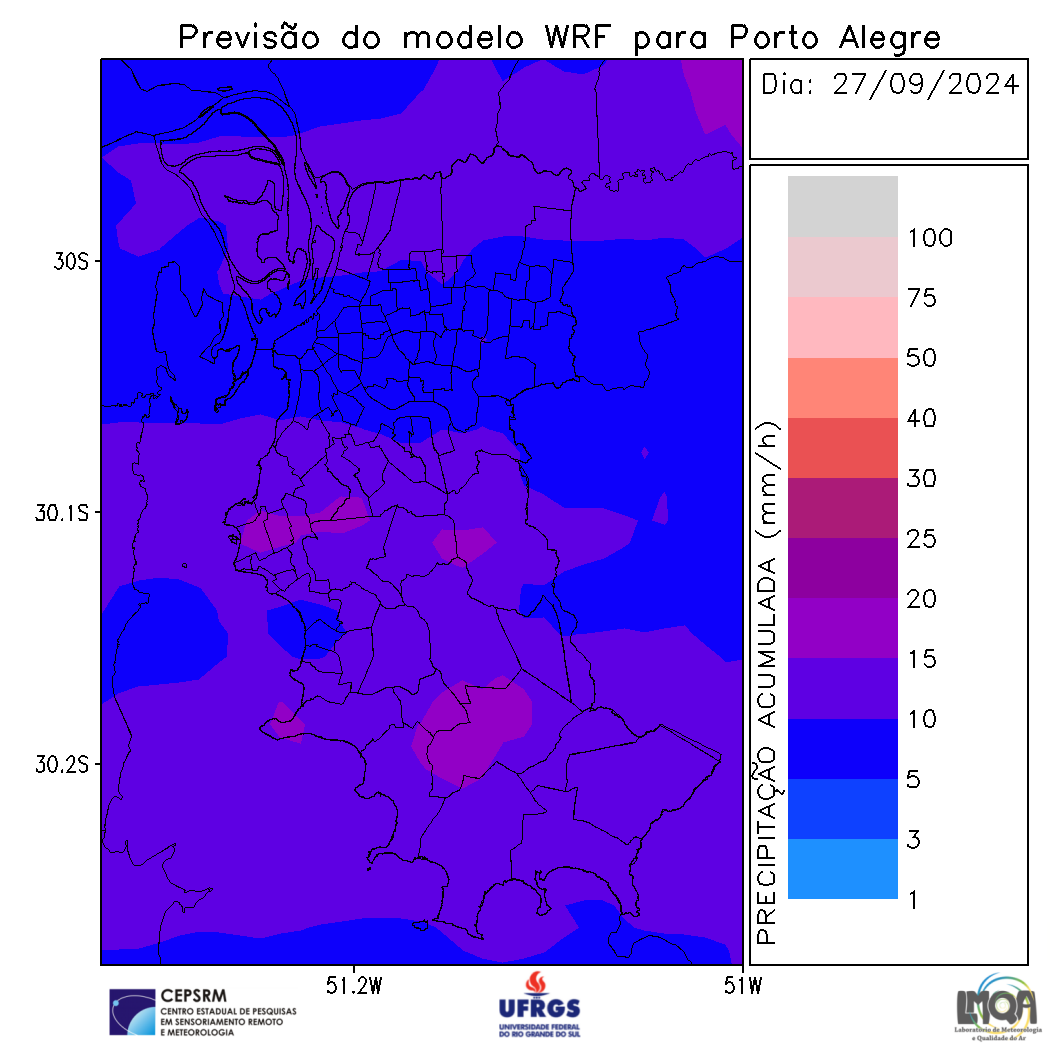 Previsão do modelo WRF para Porto Alegre
Dia: 27/09/2024
30S
30.1S
30.2S
51.2W
51W
PRECIPITAÇÃO ACUMULADA (mm/h)
100
75
50
40
30
25
20
15
10
5
3
1
CEPSRM
CENTRO ESTADUAL DE PESQUISAS
EM SENSORIAMENTO REMOTO
E METEOROLOGIA
UFRGS
UNIVERSIDADE FEDERAL
DO RIO GRANDE DO SUL
LMQA
Laboratório de Meteorologia
e Qualidade do Ar